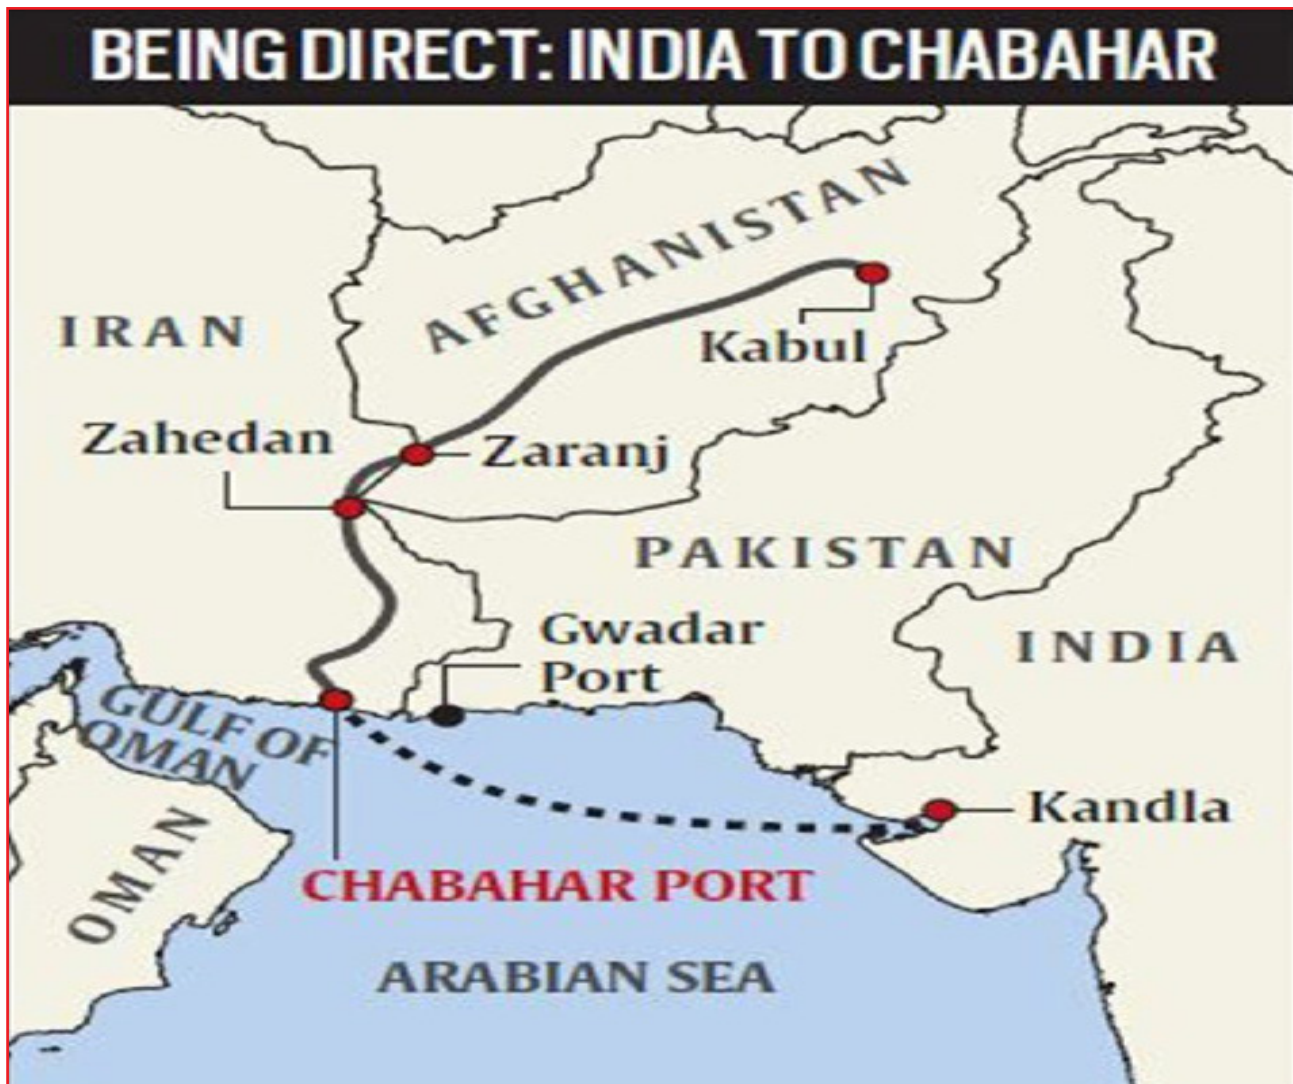 BEING DIRECT: INDIA TO CHABAHAR
AFGHANISTAN
IRAN
Kabul
Zahedan
Zaranj
PAKISTAN
Gwadar
Port
INDIA
GULF OF
OMAN
Kandla
OMAN
CHABAHAR PORT
ARABIAN SEA